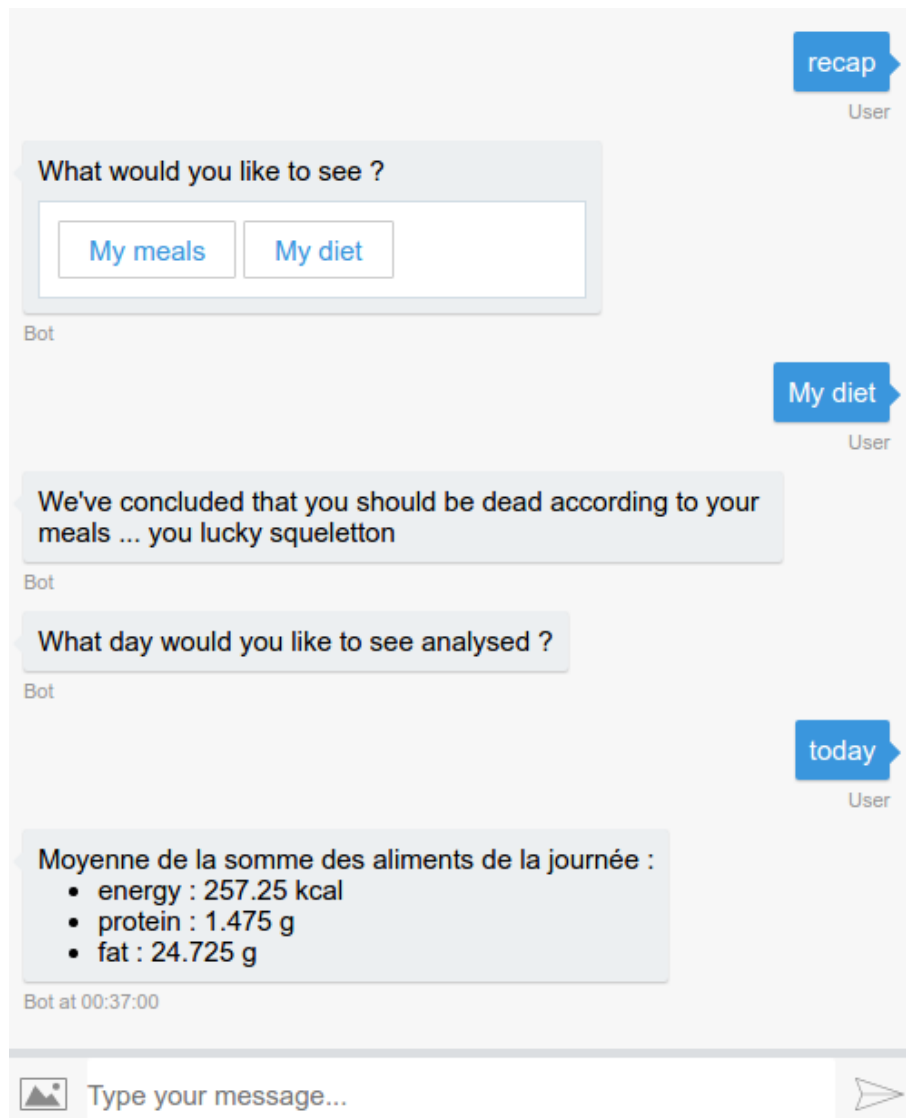 recap
User
What would you like to see ?
My meals
My diet
Bot
My diet
User
We've concluded that you should be dead according to your
meals ... you lucky squeletton
Bot
What day would you like to see analysed ?
Bot
today
User
Moyenne de la somme des aliments de la journée :
• energy : 257.25 kcal
• protein : 1.475 g
• fat : 24.725 g
Bot at 00:37:00
Type your message...